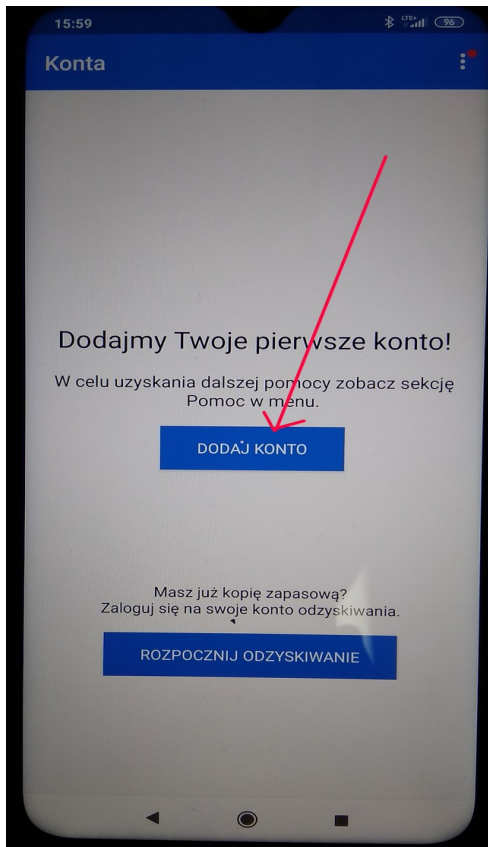 15:59
LTE+
96
Konta
Dodajmy Twoje pierwsze konto!
W celu uzyskania dalszej pomocy zobacz sekcję
Pomoc w menu.
DODAJ KONTO
Masz już kopię zapasową?
Zaloguj się na swoje konto odzyskiwania.
ROZPOCZNIJ ODZYSKIWANIE